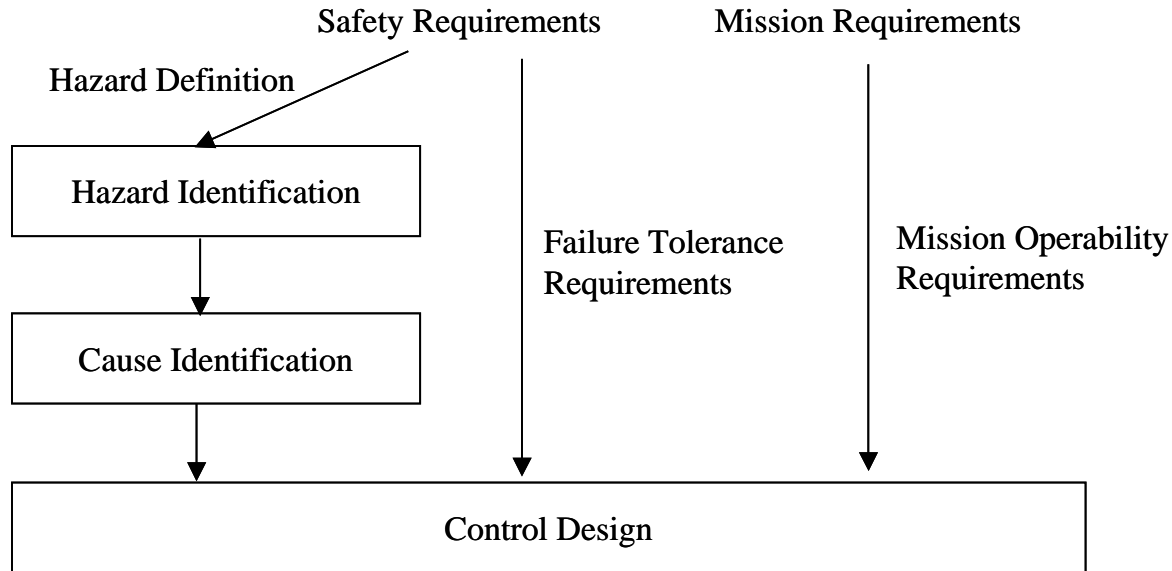 Safety Requirements
Mission Requirements
Hazard Definition
Hazard Identification
Failure Tolerance
Requirements
Mission Operability
Requirements
Cause Identification
Control Design